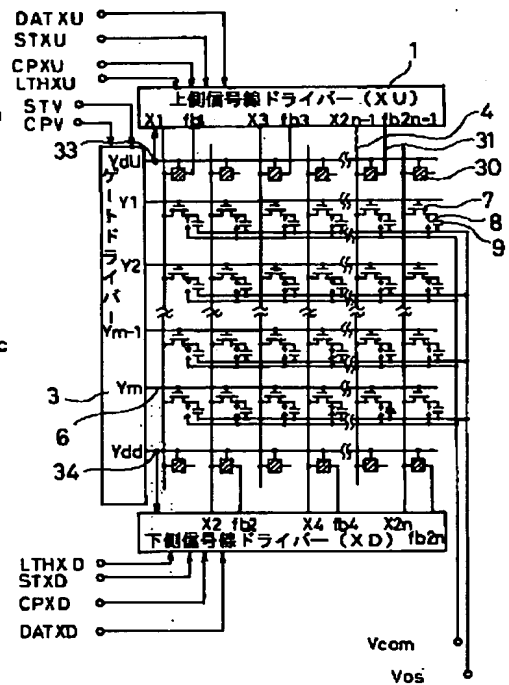 DATXU
STXU
CPXU
LTHXU
STV
CPV
1
上側信号線ドライバー(XU)
X1 fb1 X3 fb3 X2n-1 fb2n-1
4
31
33
YdU
30
Y1
7
8
9
Y2
ゲートドライバー
Ym-1
3
Ym
6
Ydd
34
X2 fb2 X4 fb4 X2n fb2n
下側信号線ドライバー(XD)
LTHXD
STXD
CPXD
DATXD
Vcom
Vos